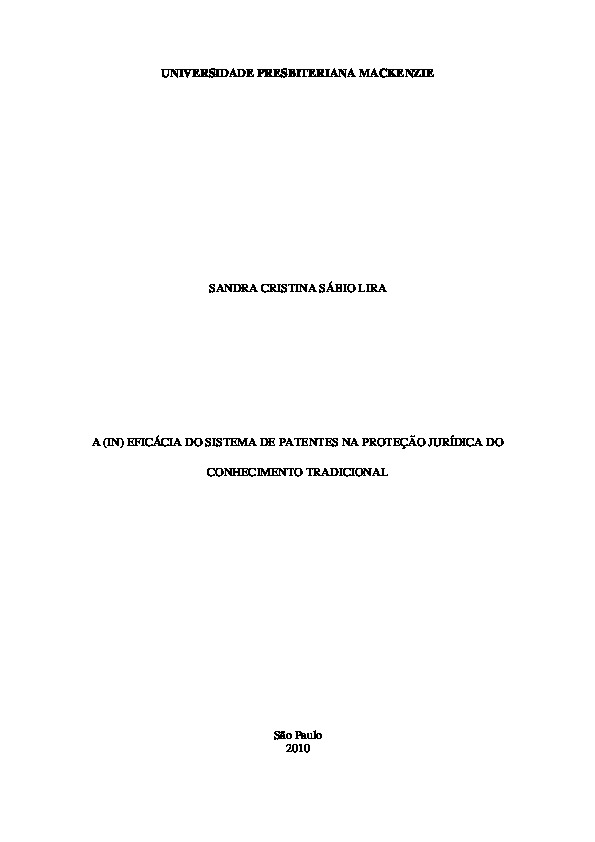 UNIVERSIDADE PRESBITERIANA MACKENZIE
SANDRA CRISTINA SÁBIO LIRA
A (IN) EFICÁCIA DO SISTEMA DE PATENTES NA PROTEÇÃO JURÍDICA DO
CONHECIMENTO TRADICIONAL
São Paulo
2010